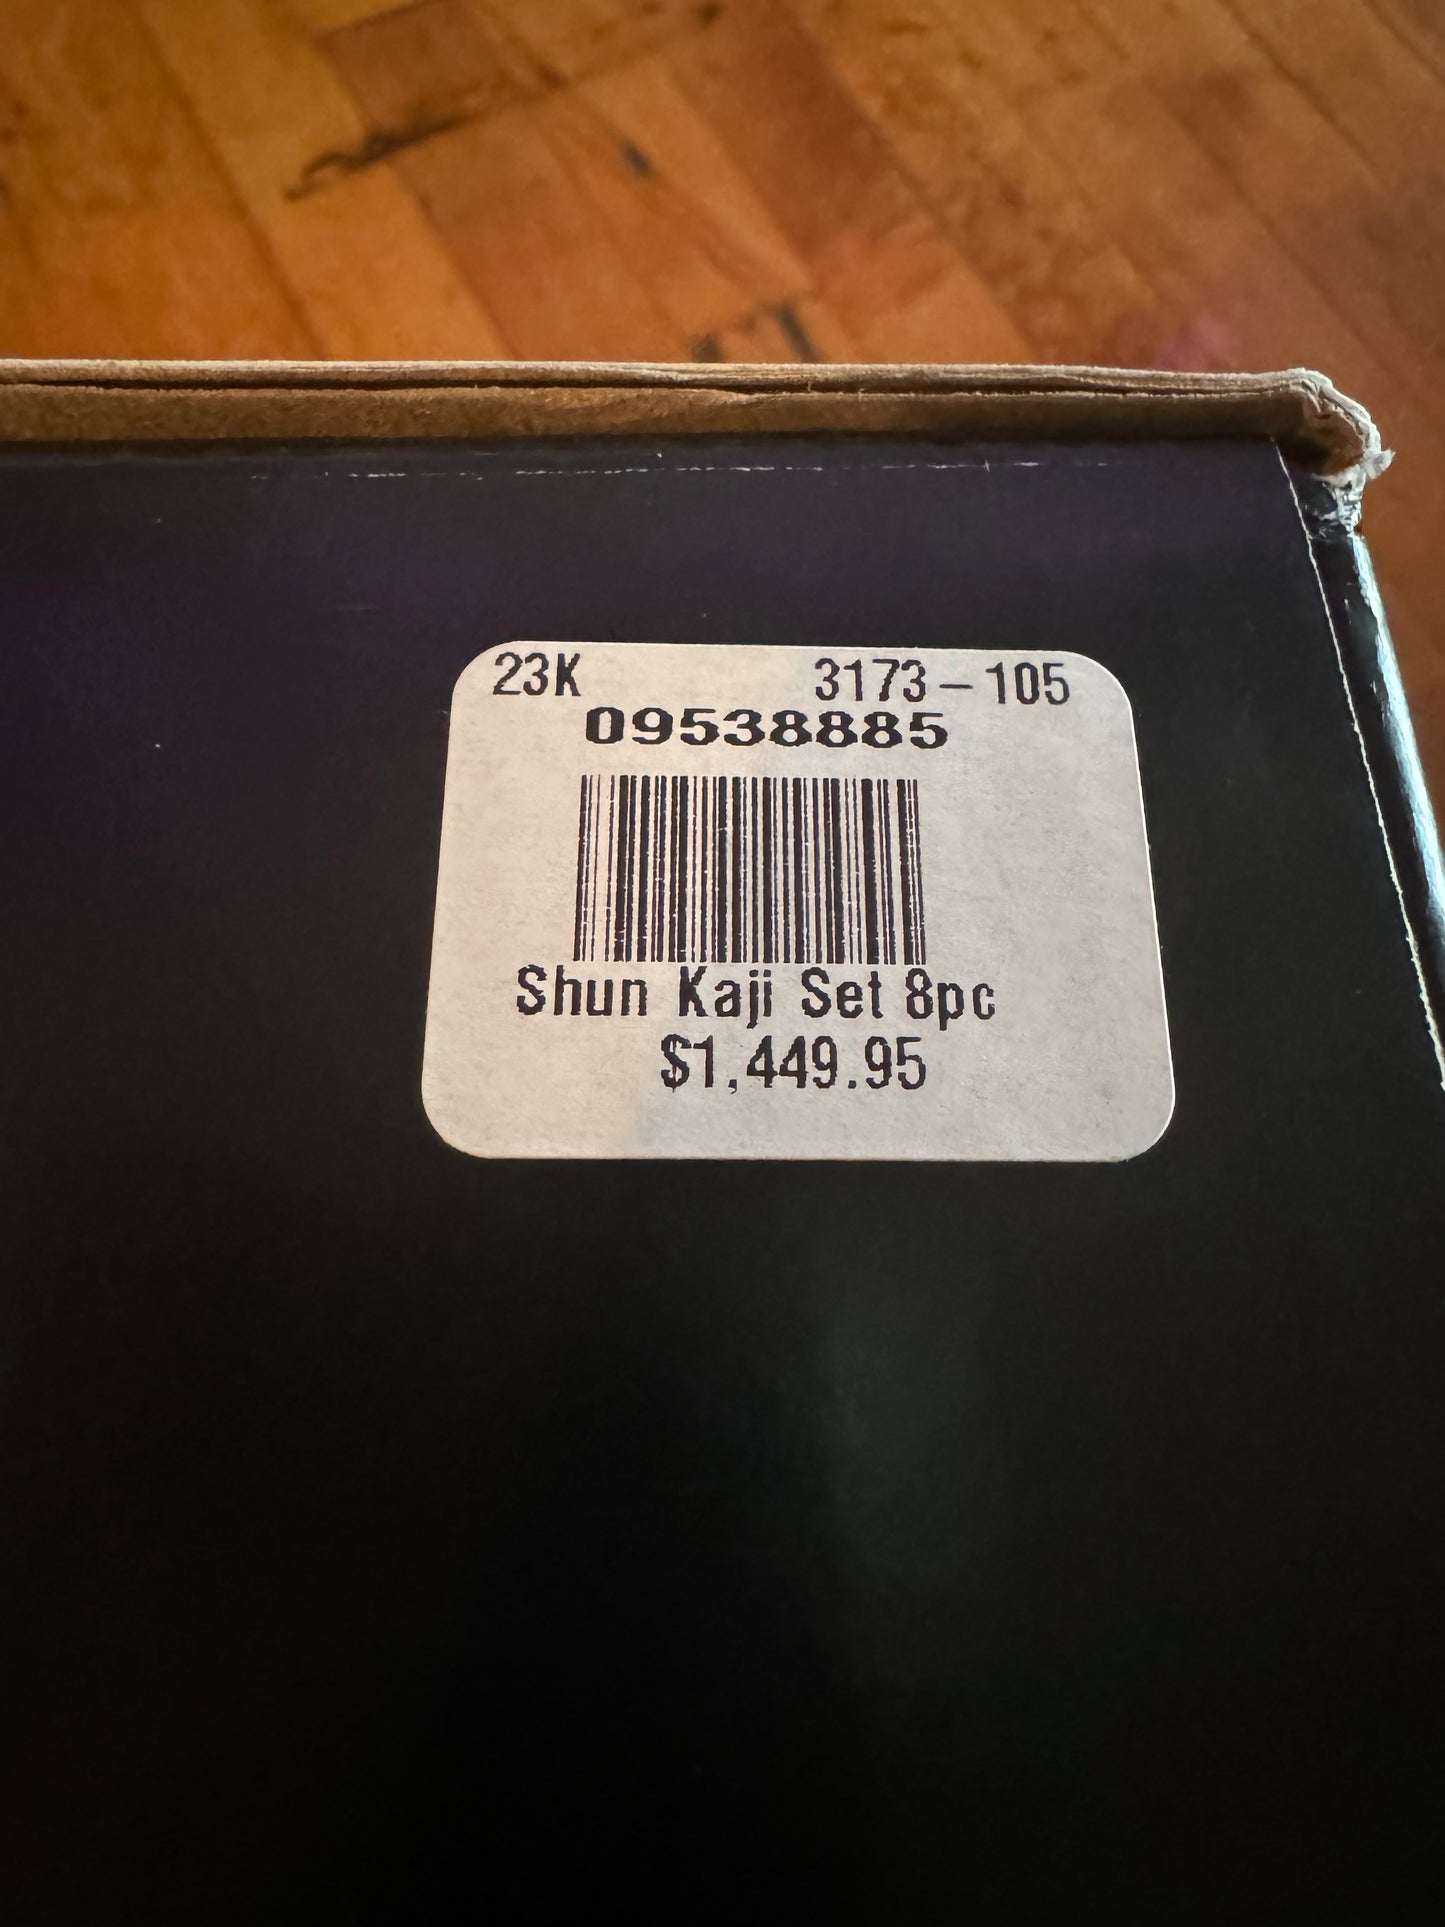 23K 3173-105
09538885
Shun Kaji Set 8pc
$1,449.95